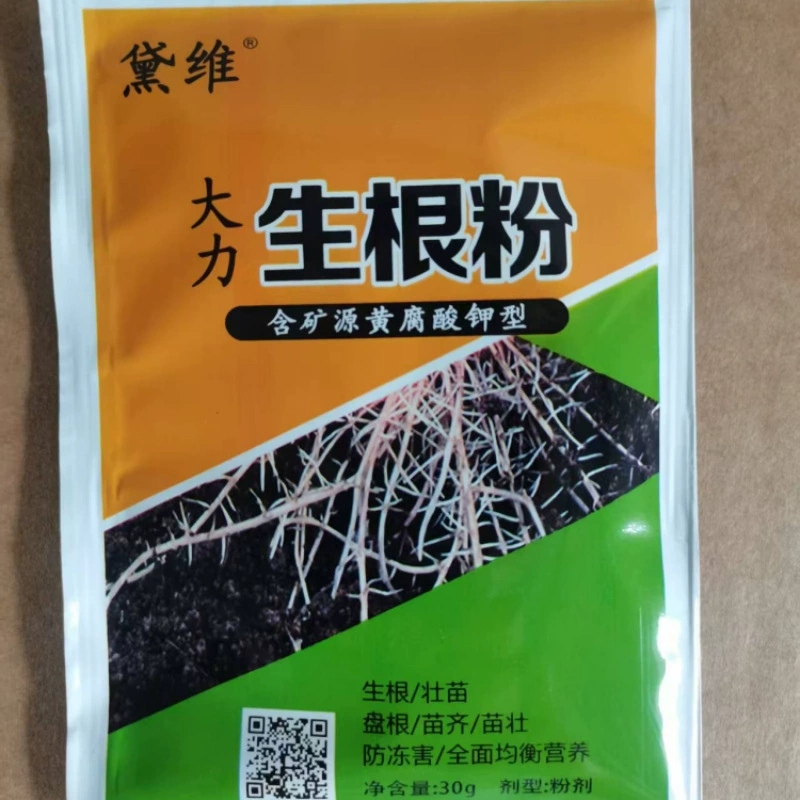 黛维®
大力
生根粉
含矿源黄腐酸钾型
生根/壮苗
盘根/苗齐/苗壮
防冻害/全面均衡营养
净含量:30g 剂型:粉剂